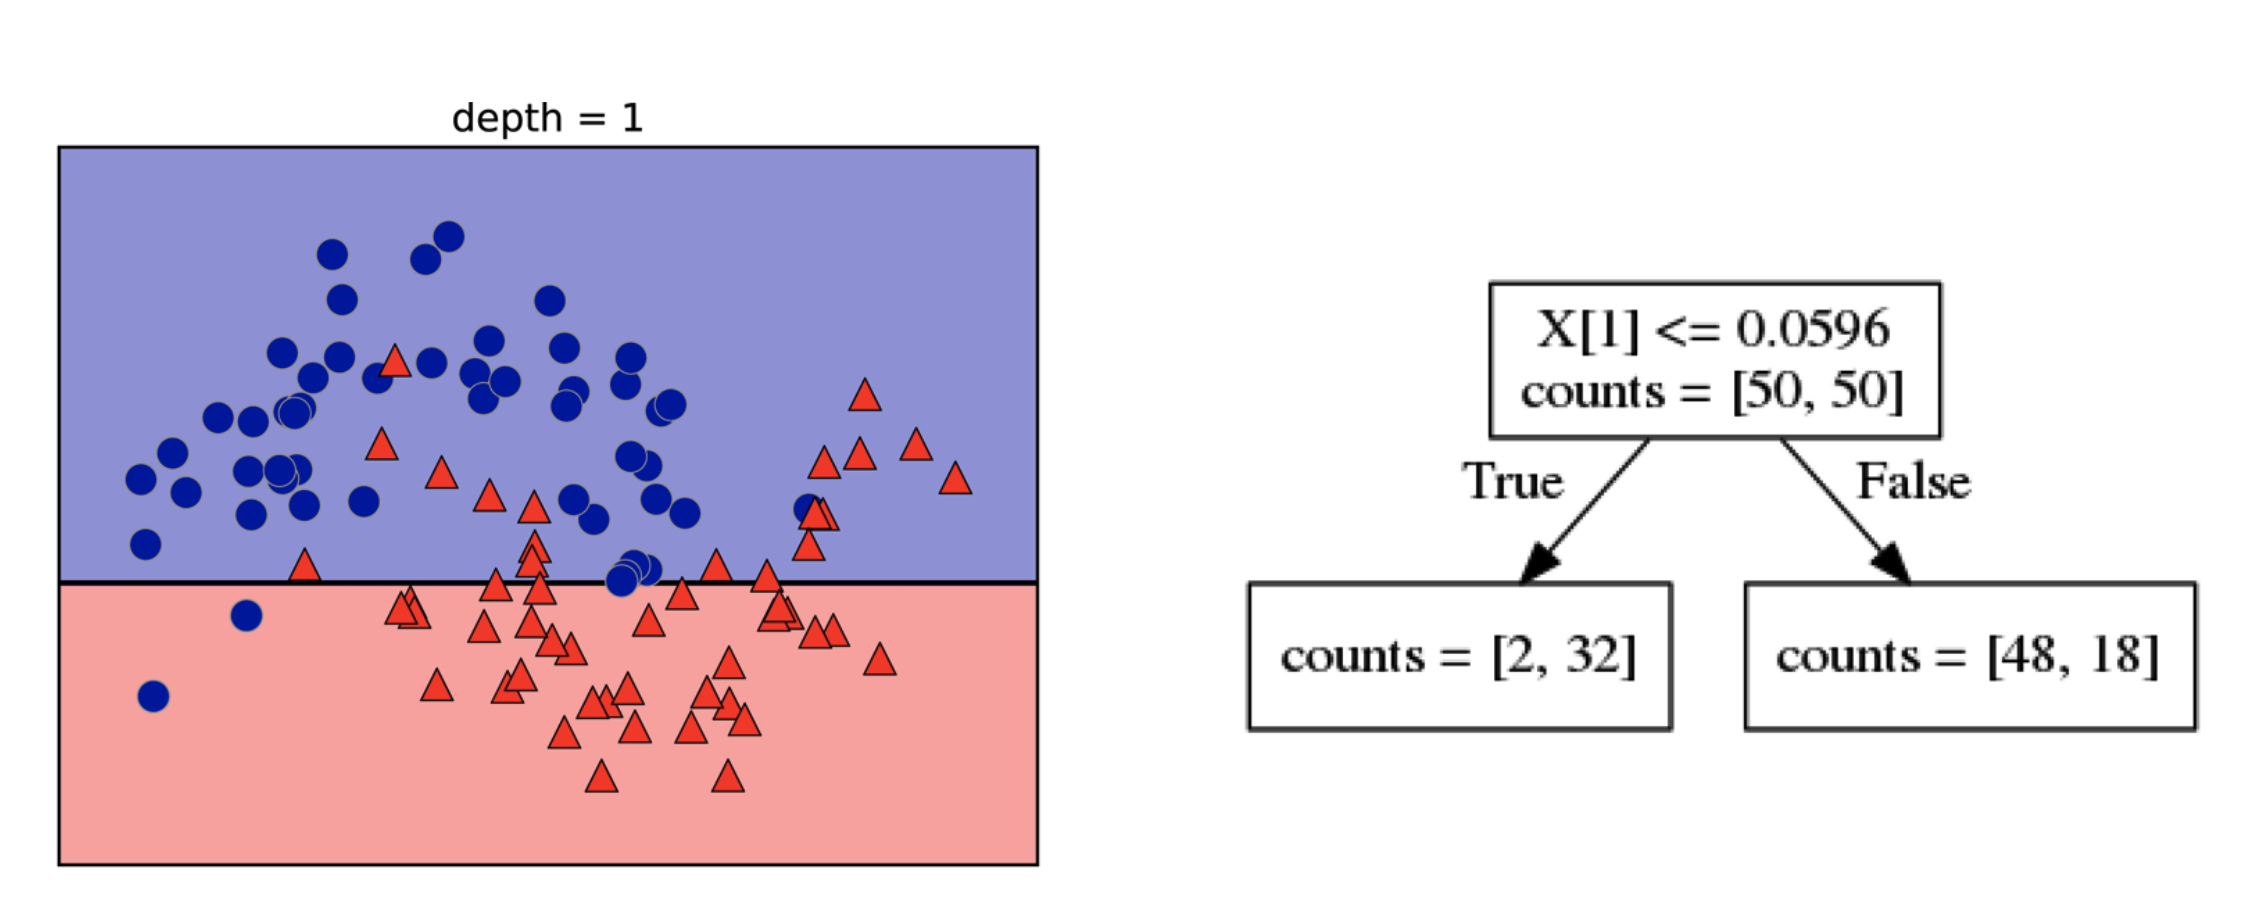 depth = 1
X[1] <= 0.0596
counts = [50, 50]
True
False
counts = [2, 32]
counts = [48, 18]